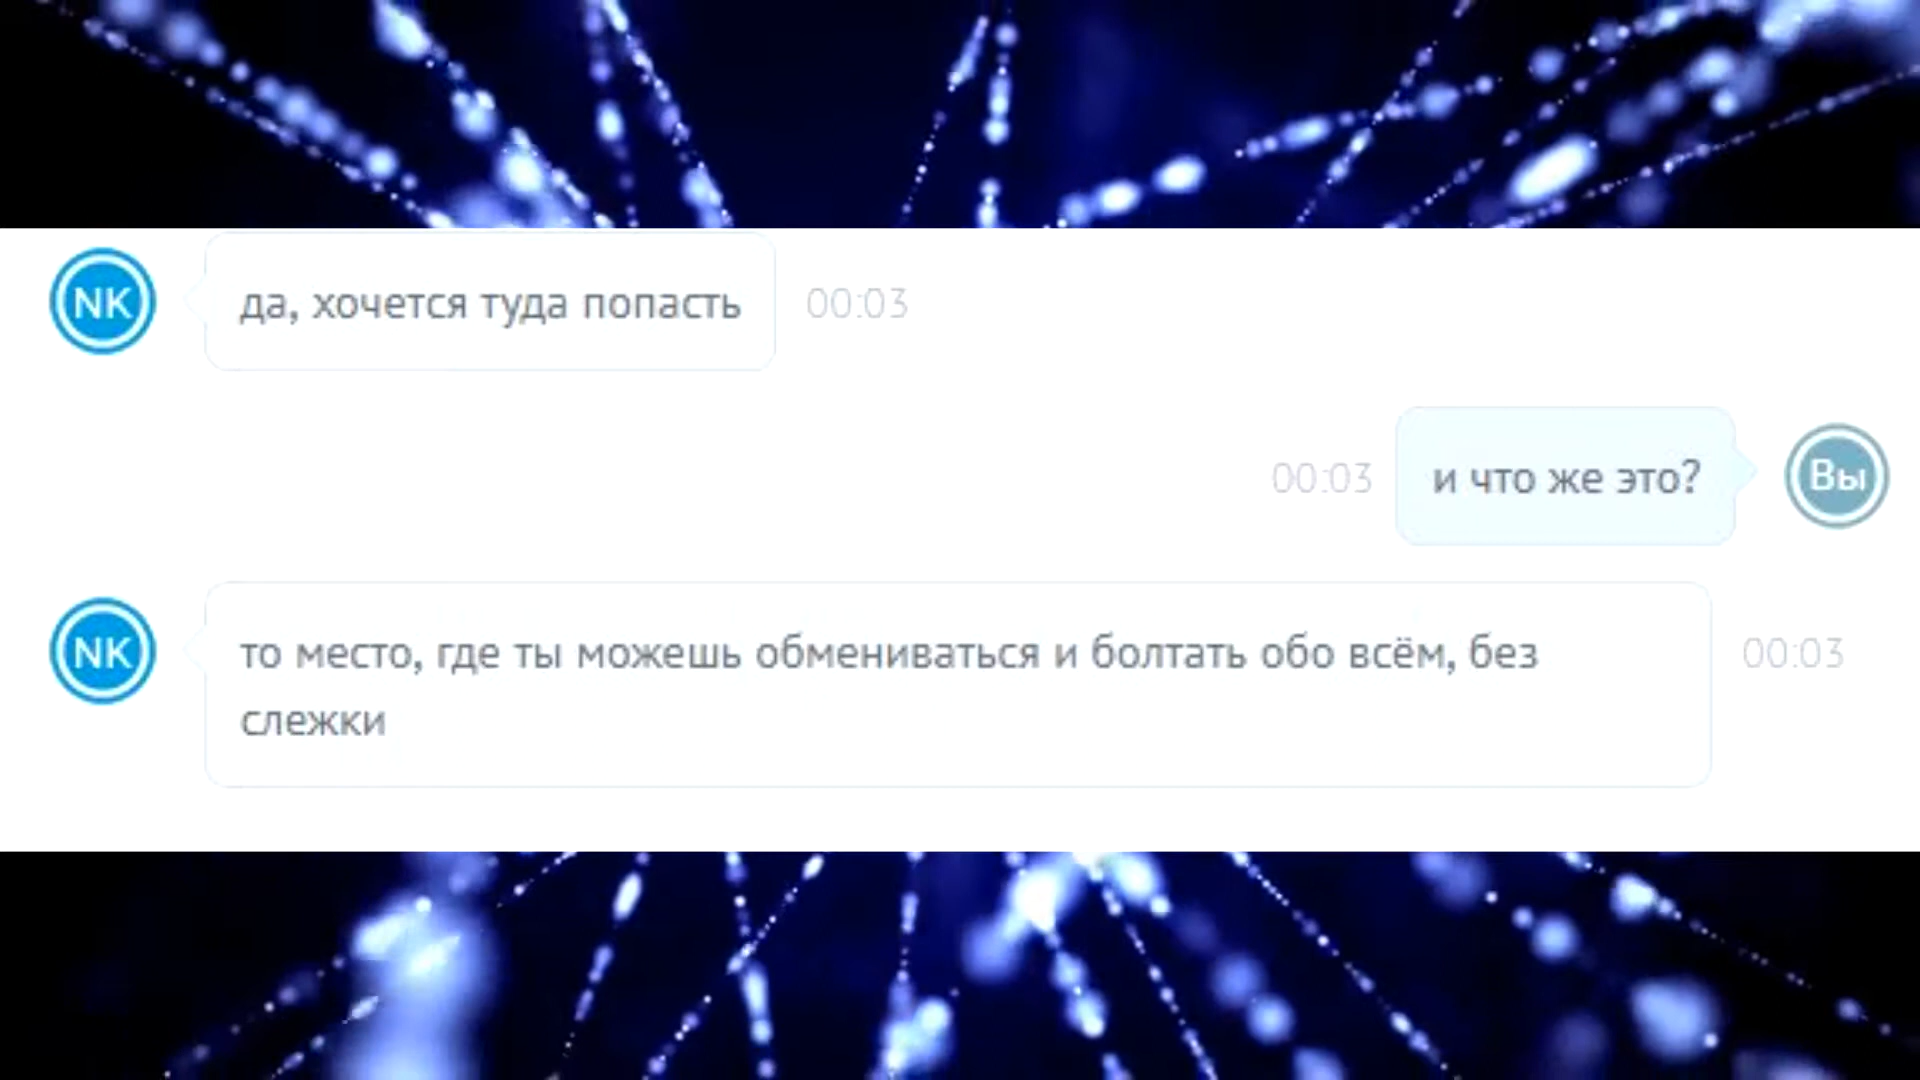 NK
да, хочется туда попасть
00:03
00:03
и что же это?
Вы
NK
то место, где ты можешь обмениваться и болтать обо всём, без
00:03
слежки